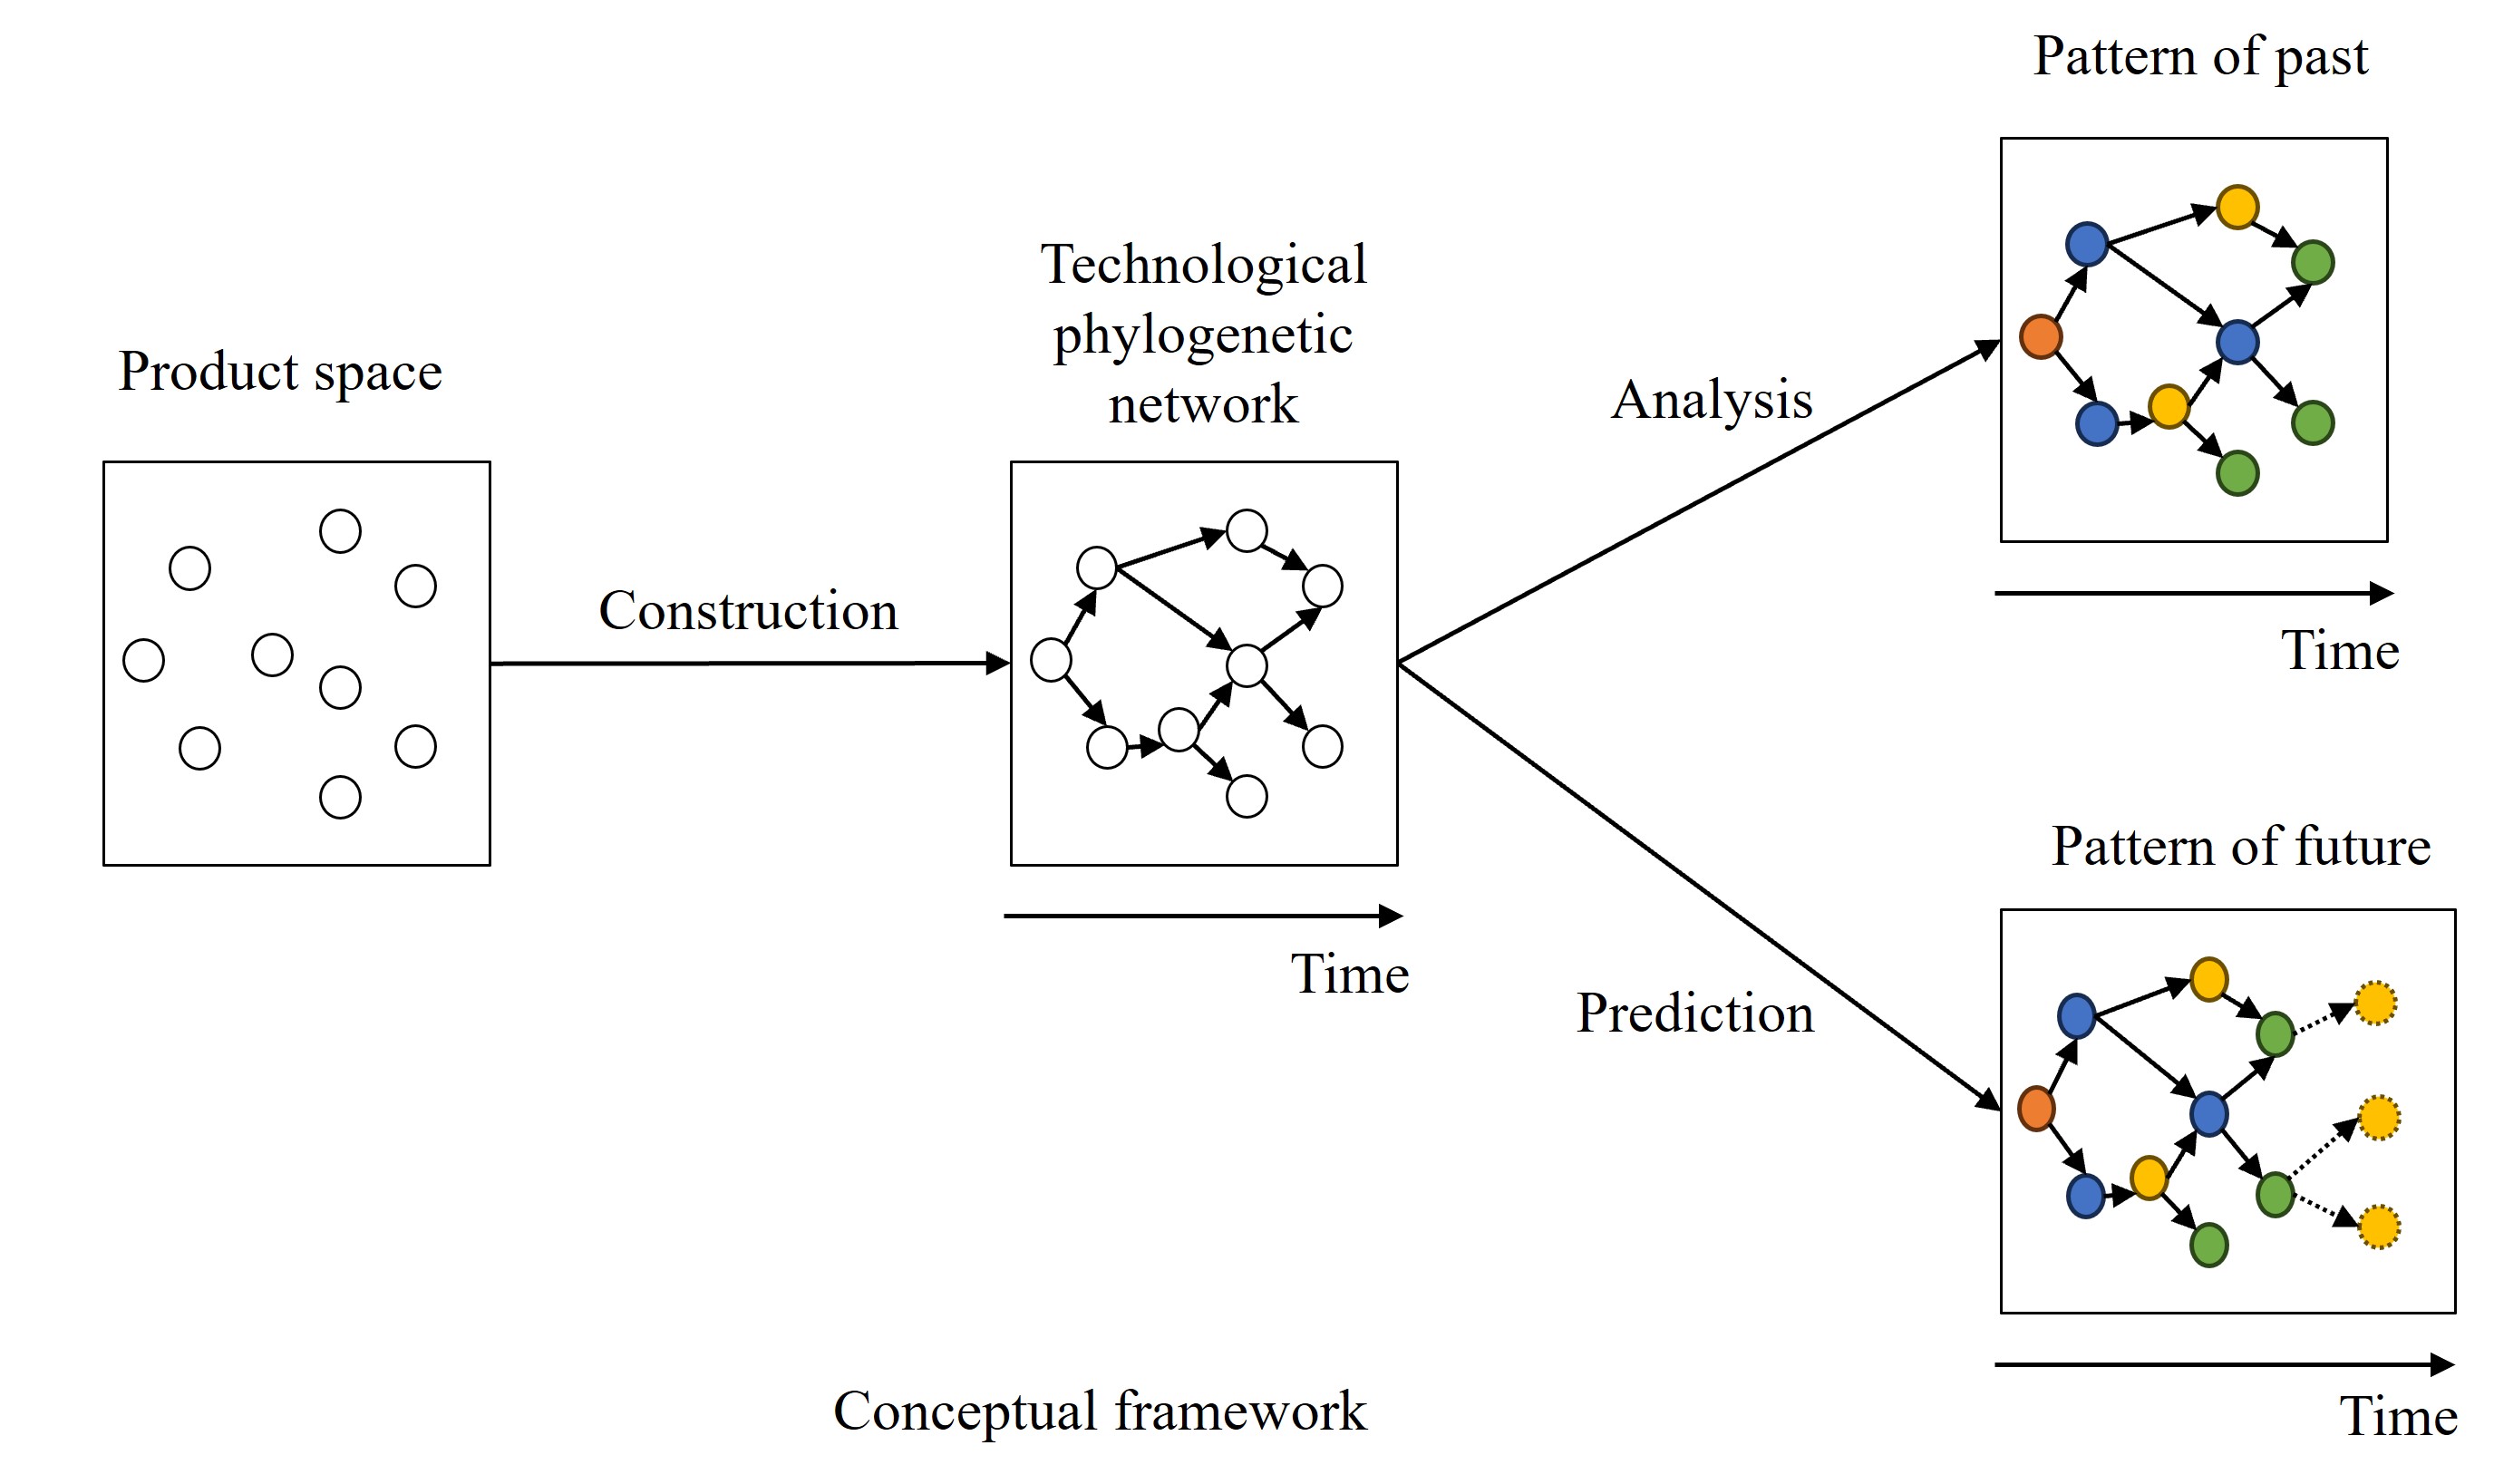 Product space
Construction
Technological
phylogenetic
network
Time
Analysis
Prediction
Pattern of past
Time
Pattern of future
Time
Conceptual framework